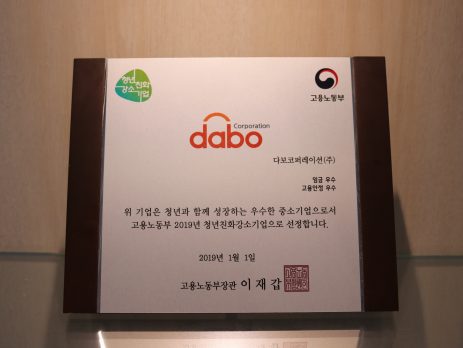 청년
친화
강소
기업
고용노동부
Corporation
dabo
다보코퍼레이션(주)
임금 우수
고용안정 우수
위 기업은 청년과 함께 성장하는 우수한 중소기업으로서
고용노동부 2019년 청년친화강소기업으로 선정합니다.
2019년 1월 1일
고용노동부장관 이재갑